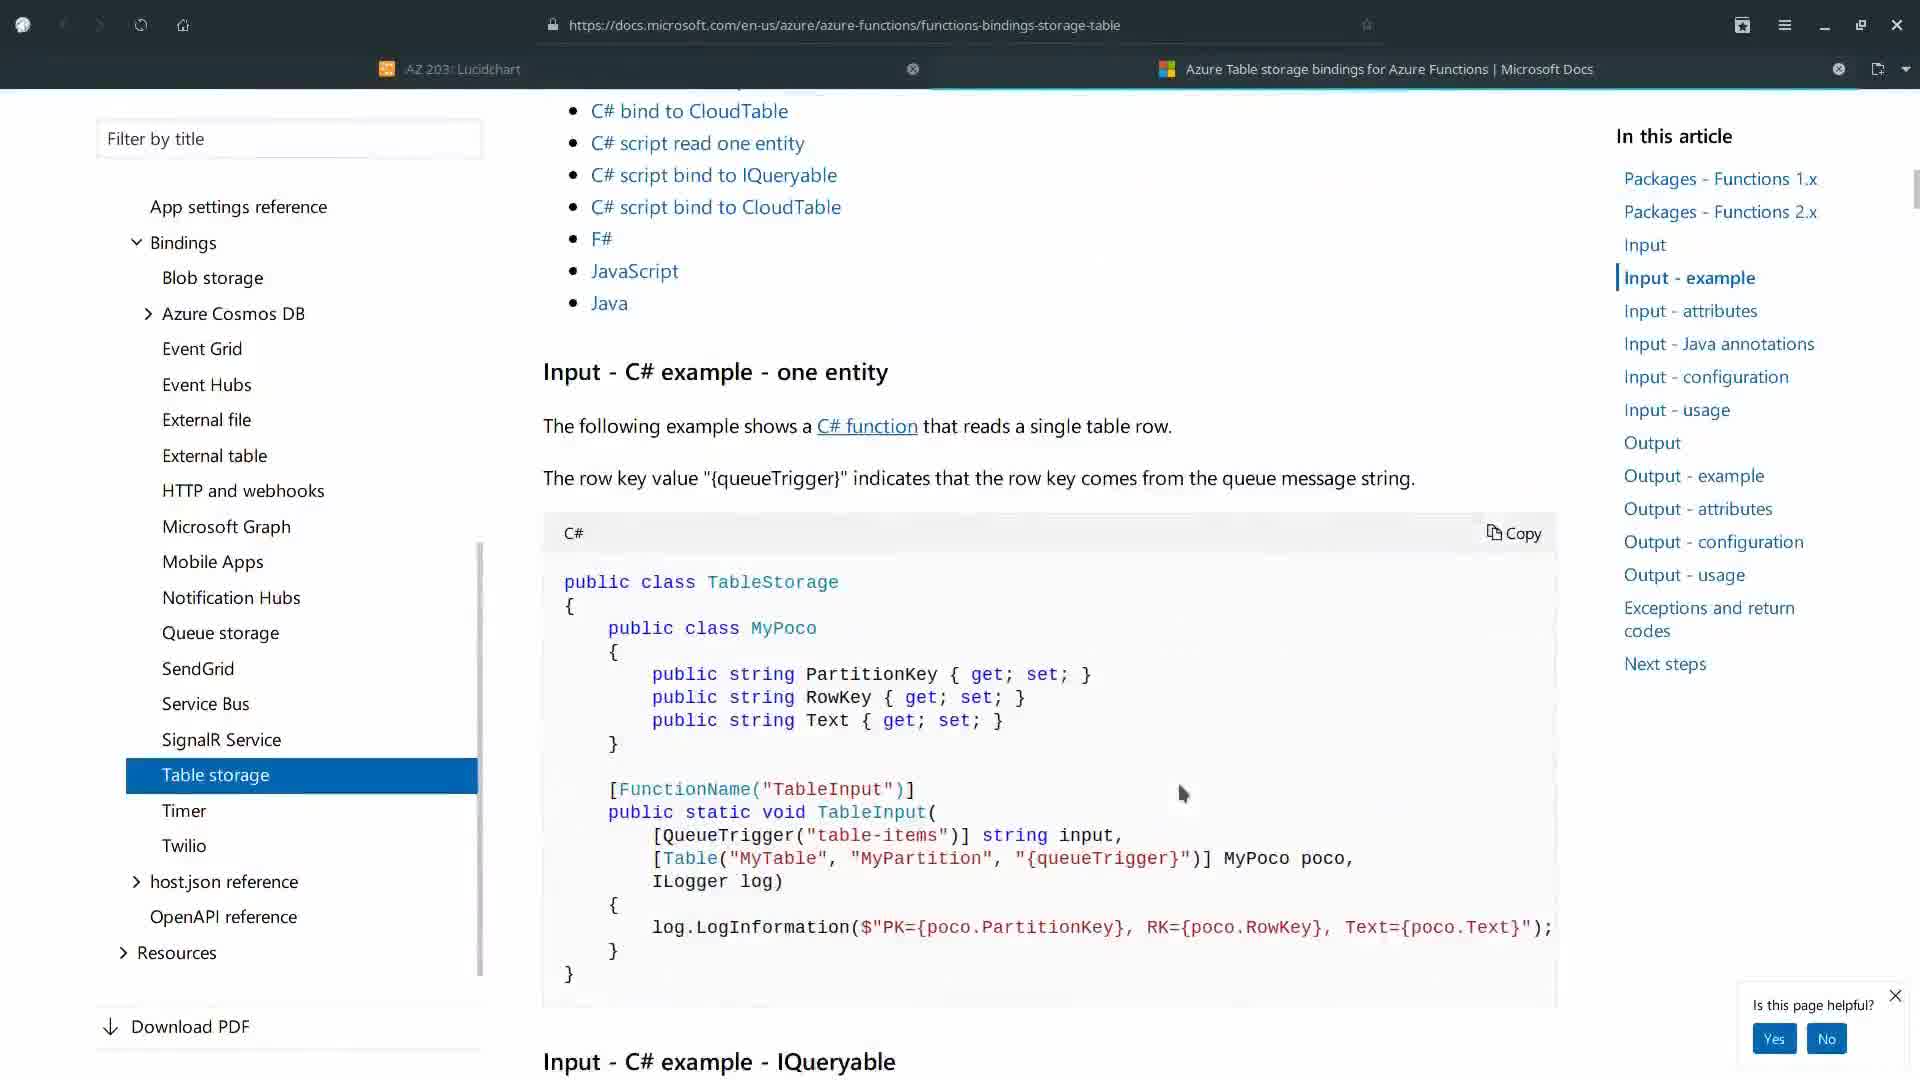 https://docs.microsoft.com/en-us/azure/azure-functions/functions-bindings-storage-table
AZ 203: Lucidchart
Azure Table storage bindings for Azure Functions | Microsoft Docs
Filter by title
App settings reference
Bindings
Blob storage
Azure Cosmos DB
Event Grid
Event Hubs
External file
External table
HTTP and webhooks
Microsoft Graph
Mobile Apps
Notification Hubs
Queue storage
SendGrid
Service Bus
SignalR Service
Table storage
Timer
Twilio
host.json reference
OpenAPI reference
Resources
Download PDF
C# bind to CloudTable
C# script read one entity
C# script bind to IQueryable
C# script bind to CloudTable
F#
JavaScript
Java
Input - C# example - one entity
The following example shows a C# function that reads a single table row.
The row key value "{queueTrigger}" indicates that the row key comes from the queue message string.
C#
Copy
public class TableStorage
{
public class MyPoco
{
public string PartitionKey { get; set; }
public string RowKey { get; set; }
public string Text { get; set; }
}
[FunctionName("TableInput")]
public static void TableInput(
[QueueTrigger("table-items")] string input,
[Table("MyTable", "MyPartition", "{queueTrigger}")] MyPoco poco,
ILogger log)
{
log.LogInformation($"PK={poco.PartitionKey}, RK={poco.RowKey}, Text={poco.Text}");
}
}
Input - C# example - IQueryable
In this article
Packages - Functions 1.x
Packages - Functions 2.x
Input
Input - example
Input - attributes
Input - Java annotations
Input - configuration
Input - usage
Output
Output - example
Output - attributes
Output - configuration
Output - usage
Exceptions and return
codes
Next steps
Is this page helpful?
Yes
No